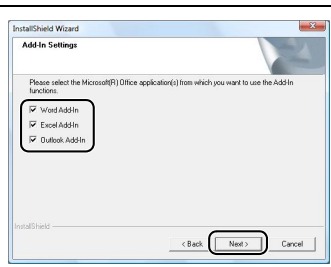 InstallShield Wizard
Add-In Settings
Please select the Microsoft(R) Office application(s) from which you want to use the Add-In
functions.
Word Add-In
Excel Add-In
Outlook Add-In
InstallShield
< Back
Next >
Cancel